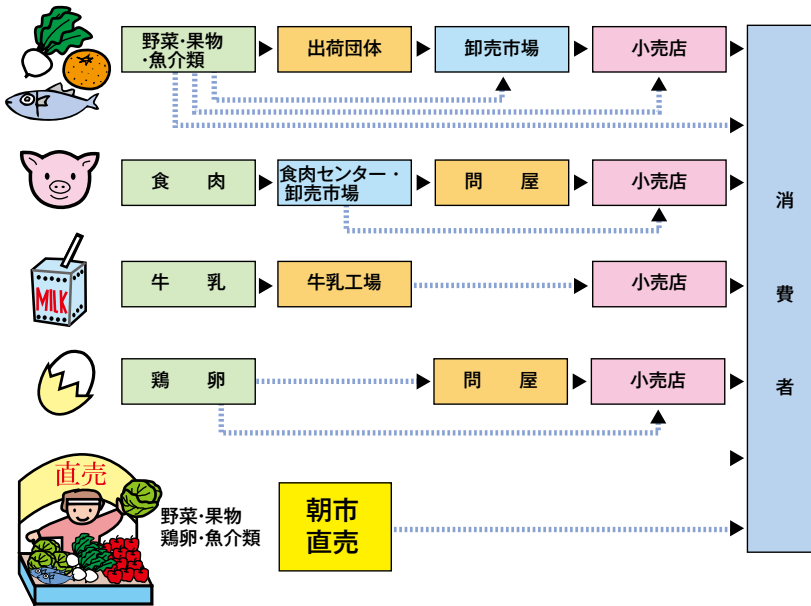 野菜・果物
・魚介類
出荷団体
卸売市場
小売店
食　肉
食肉センター・
卸売市場
問　屋
小売店
MILK
牛　乳
牛乳工場
小売店
鶏　卵
問　屋
小売店
直売
野菜・果物
鶏卵・魚介類
朝市
直売
消費者